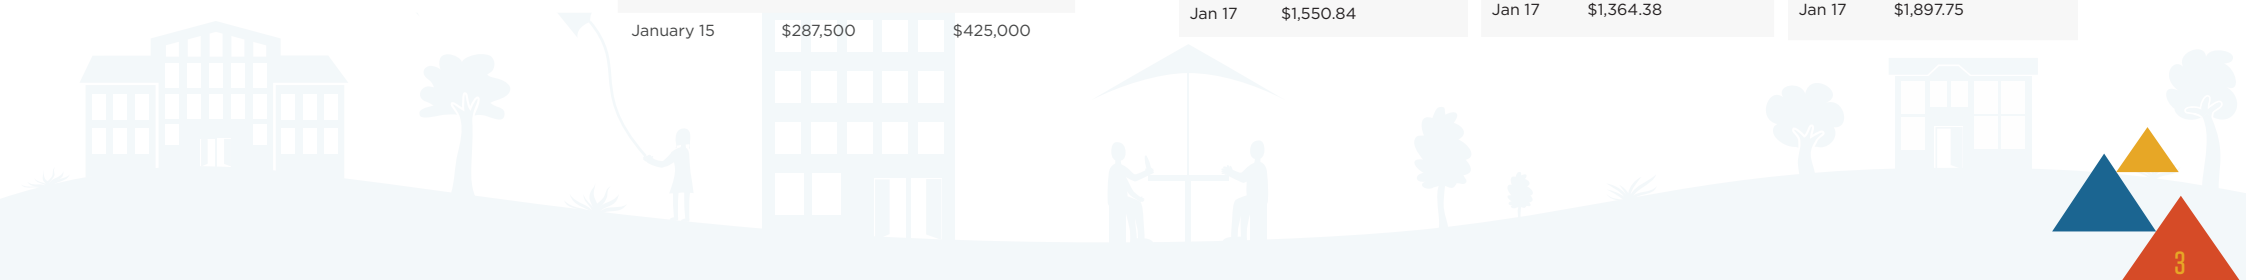 January 15 $287,500 $425,000
Jan 17 $1,550.84
Jan 17 $1,364.38
Jan 17 $1,897.75
3